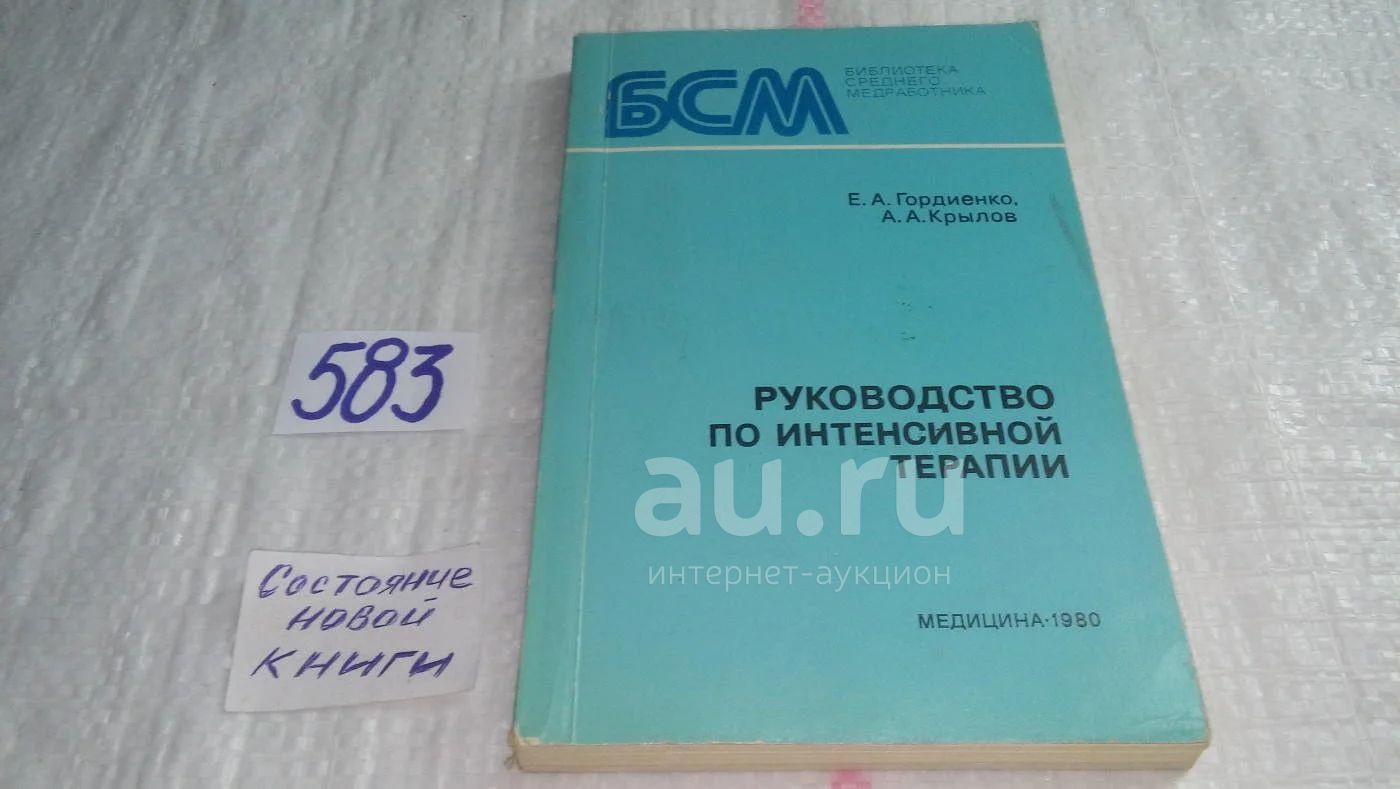 БСМ
БИБЛИОТЕКА
СРЕДНЕГО
МЕДРАБОТНИКА
Е. А. Гордиенко,
А. А. Крылов
583
РУКОВОДСТВО
ПО ИНТЕНСИВНОЙ
ТЕРАПИИ
au.ru
интернет-аукцион
Состояние
новой
книги
МЕДИЦИНА·1980